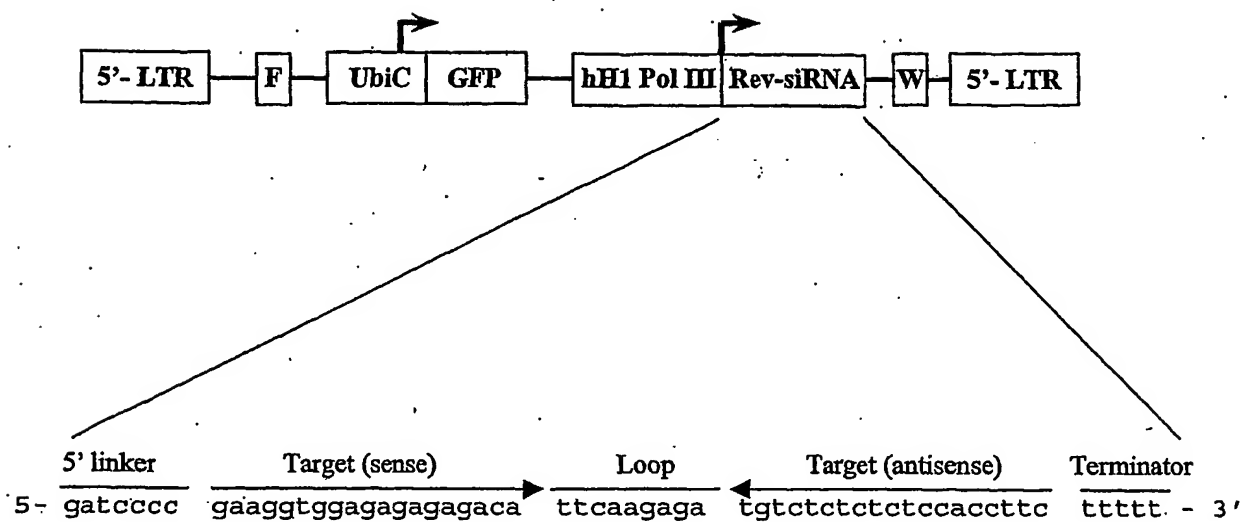 5'- LTR F UbiC GFP hH1 Pol III Rev-siRNA W 5'- LTR
5' linker Target (sense) Loop Target (antisense) Terminator
5- gatcccc gaaggtggagagagagaca ttcaagaga tgtctctctctccaccttc ttttt - 3'